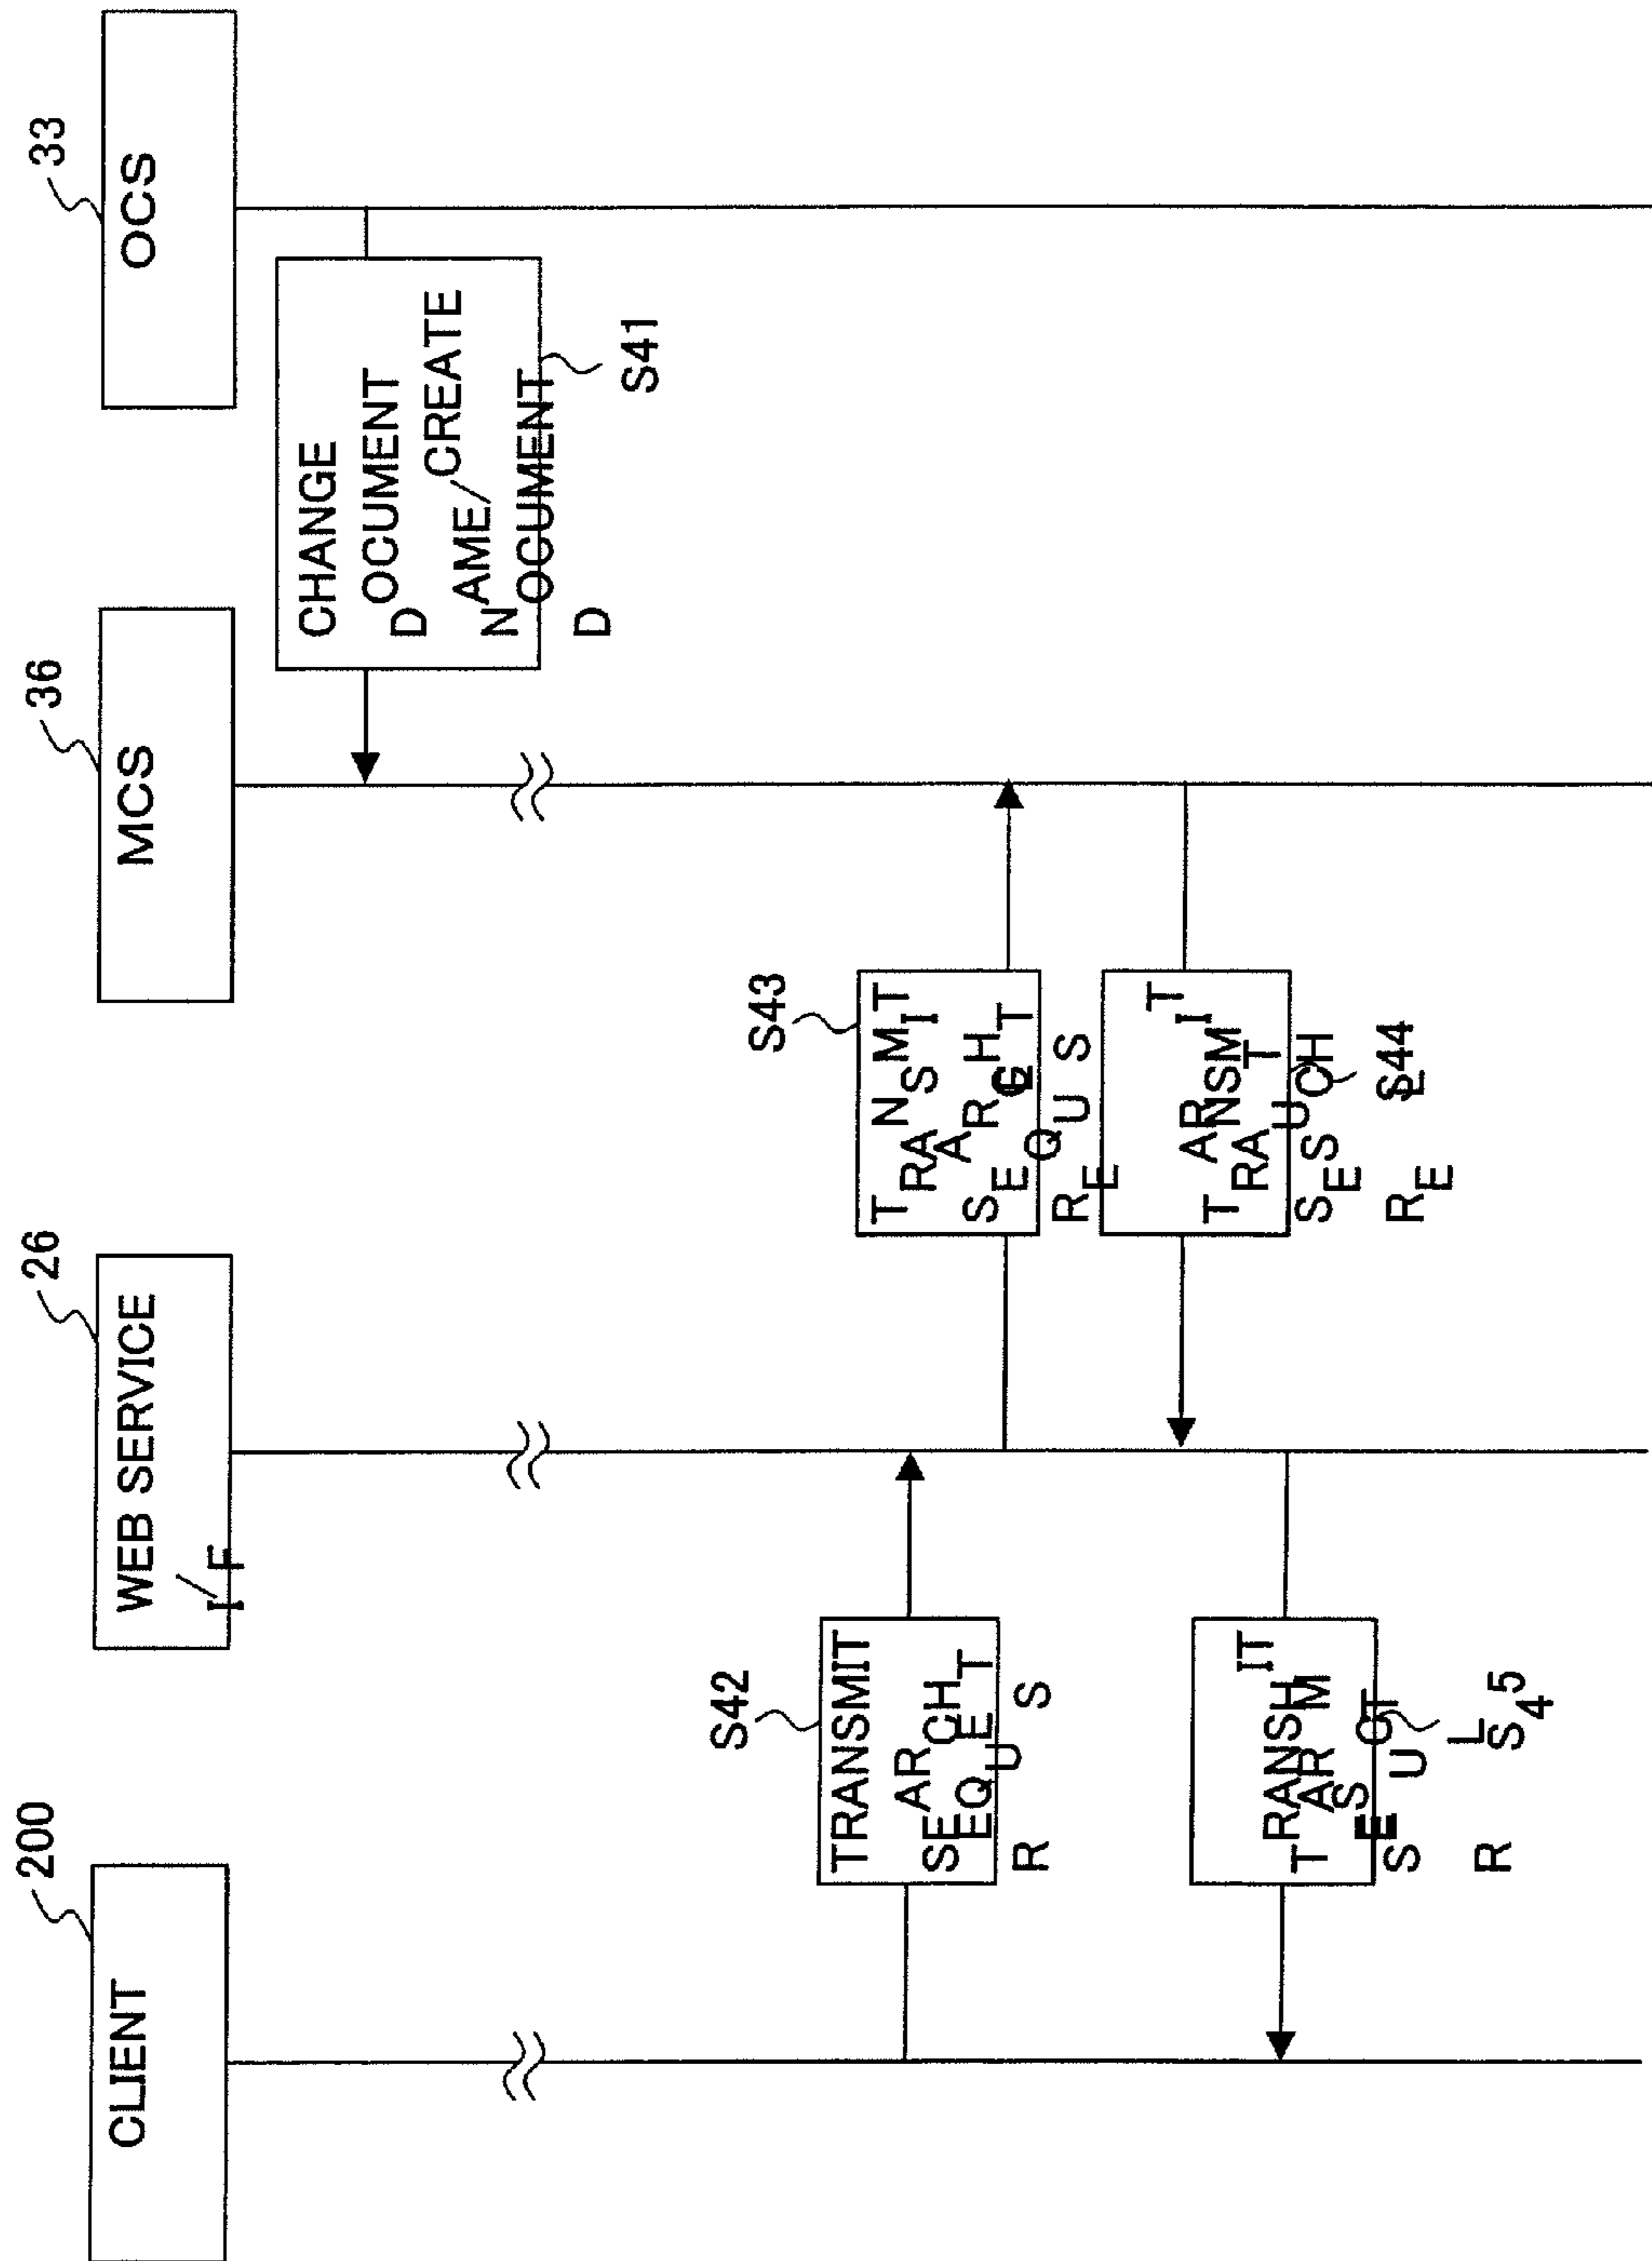 200
CLIENT
26
WEB SERVICE
I/F
36
MCS
33
OCS
CHANGE
DOCUMENT
NAME/CREATE
DOCUMENT
S41
S42
TRANSMIT
SEARCH
REQUEST
S43
TRANSMIT
SEARCH
REQUEST
TRANSMIT
SEARCH
RESULT
S44
TRANSMIT
SEARCH
RESULT
S45